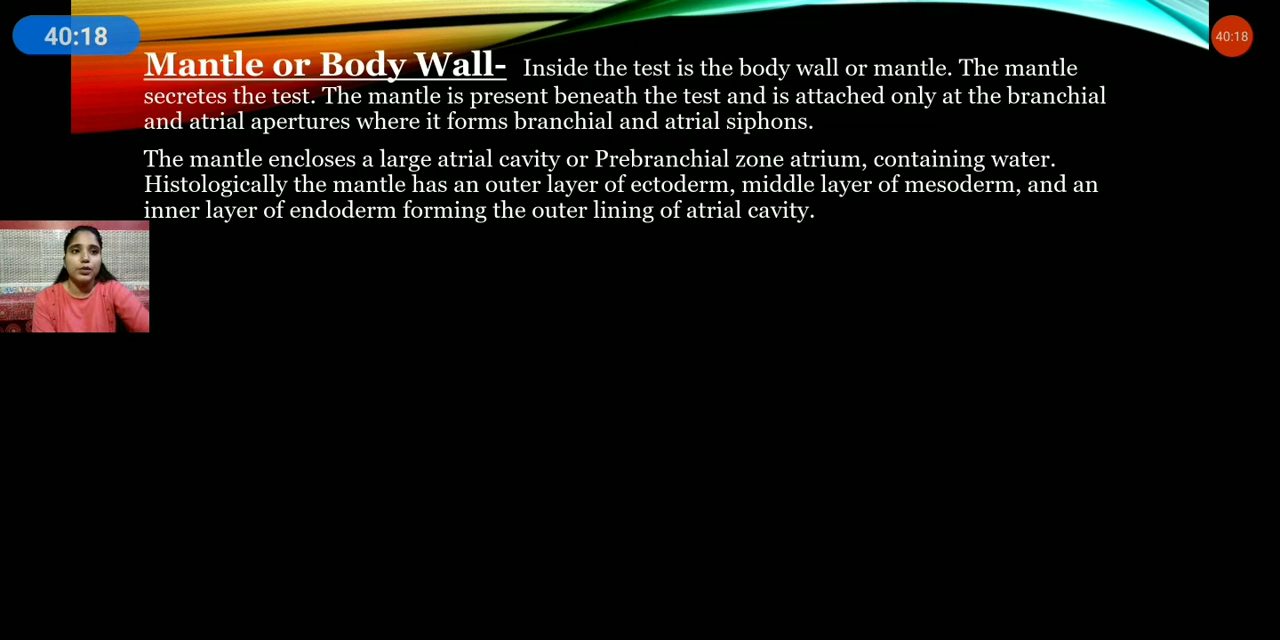 40:18
40:18
Mantle or Body Wall- Inside the test is the body wall or mantle. The mantle
secretes the test. The mantle is present beneath the test and is attached only at the branchial
and atrial apertures where it forms branchial and atrial siphons.
The mantle encloses a large atrial cavity or Prebranchial zone atrium, containing water.
Histologically the mantle has an outer layer of ectoderm, middle layer of mesoderm, and an
inner layer of endoderm forming the outer lining of atrial cavity.